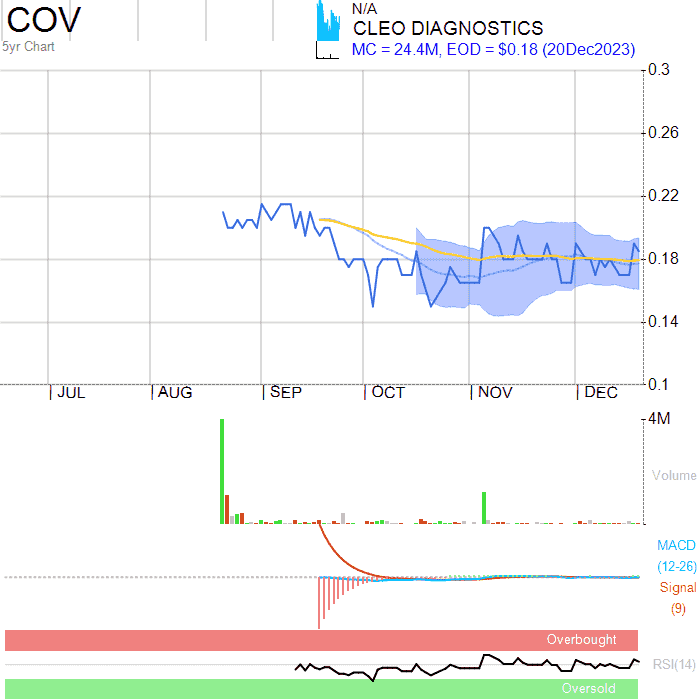 COV
5yr Chart
N/A
CLEO DIAGNOSTICS
MC = 24.4M, EOD = $0.18 (20Dec2023)
0.3
0.26
0.22
0.18
0.14
0.1
JUL AUG SEP OCT NOV DEC
4M
Volume
MACD
(12-26)
Signal
(9)
Overbought
RSI(14)
Oversold